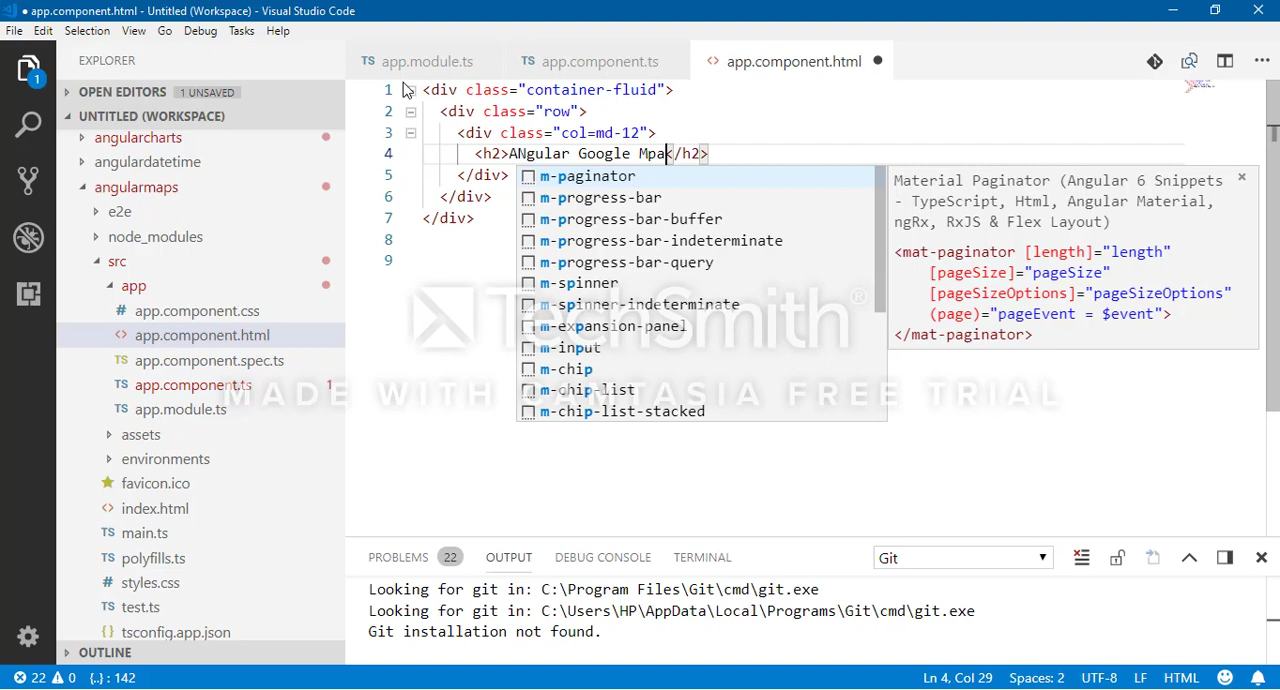 ● app.component.html - Untitled (Workspace) - Visual Studio Code
File Edit Selection View Go Debug Tasks Help
EXPLORER
OPEN EDITORS 1 UNSAVED
UNTITLED (WORKSPACE)
angularcharts
angulardatetime
angularmaps
e2e
node_modules
src
app
# app.component.css
<> app.component.html
TS app.component.spec.ts
TS app.component.ts 1
TS app.module.ts
assets
environments
favicon.ico
<> index.html
TS main.ts
TS polyfills.ts
# styles.css
TS test.ts
{} tsconfig.app.json
OUTLINE
1
TS app.module.ts TS app.component.ts <> app.component.html ●
1 <div class="container-fluid">
2 <div class="row">
3 <div class="col=md-12">
4 <h2>ANgular Google Mpa</h2>
5 </div>
6 </div>
7 </div>
8
9
m-paginator
m-progress-bar
m-progress-bar-buffer
m-progress-bar-indeterminate
m-progress-bar-query
m-spinner
m-spinner-indeterminate
m-expansion-panel
m-input
m-chip
m-chip-list
m-chip-list-stacked
Material Paginator (Angular 6 Snippets
- TypeScript, Html, Angular Material,
ngRx, RxJS & Flex Layout)
<mat-paginator [length]="length"
[pageSize]="pageSize"
[pageSizeOptions]="pageSizeOptions"
(page)="pageEvent = $event">
</mat-paginator>
TechSmith®
MADE WITH CAMTASIA FREE TRIAL
PROBLEMS 22 OUTPUT DEBUG CONSOLE TERMINAL Git
Looking for git in: C:\Program Files\Git\cmd\git.exe
Looking for git in: C:\Users\HP\AppData\Local\Programs\Git\cmd\git.exe
Git installation not found.
22 0 {..} : 142 Ln 4, Col 29 Spaces: 2 UTF-8 LF HTML